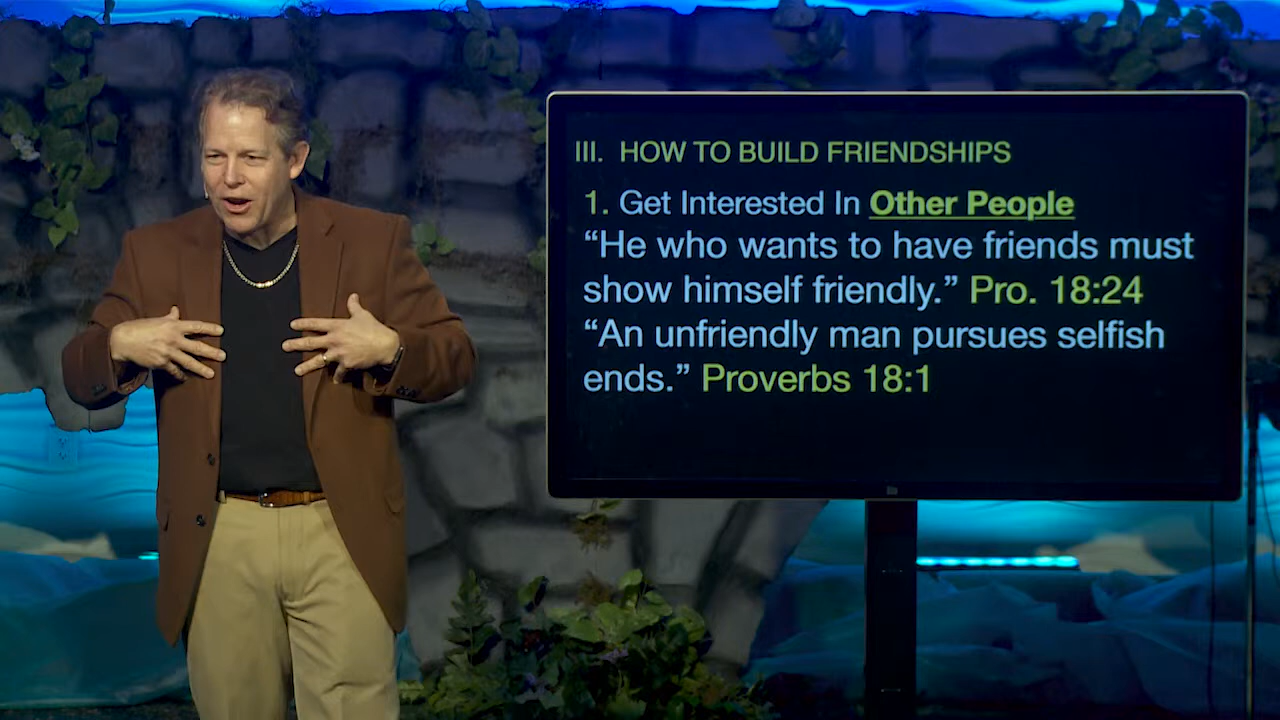 III. HOW TO BUILD FRIENDSHIPS
1. Get Interested In Other People
“He who wants to have friends must
show himself friendly.” Pro. 18:24
“An unfriendly man pursues selfish
ends.” Proverbs 18:1